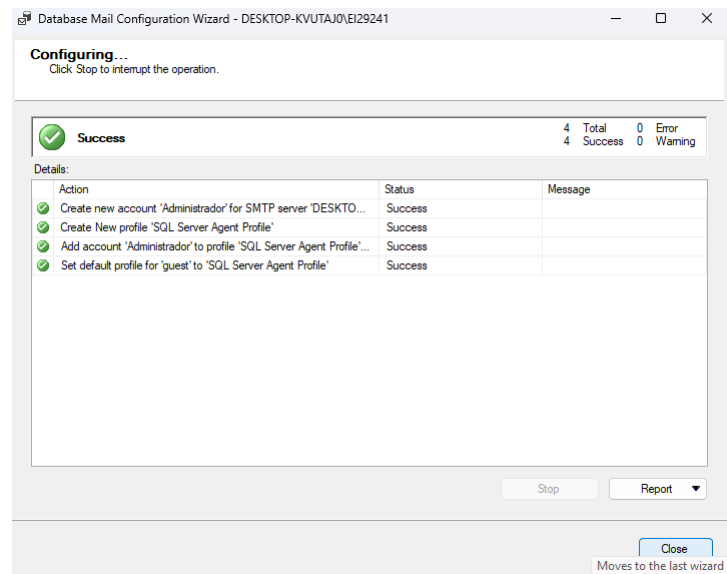 Database Mail Configuration Wizard - DESKTOP-KVUTAJ0\EI29241
Configuring...
Click Stop to interrupt the operation.
Success
4 Total 0 Error
4 Success 0 Warning
Details:
Action Status Message
Create new account 'Administrador' for SMTP server 'DESKTO... Success
Create New profile 'SQL Server Agent Profile' Success
Add account 'Administrador' to profile 'SQL Server Agent Profile'... Success
Set default profile for 'guest' to 'SQL Server Agent Profile' Success
Stop Report
Close
Moves to the last wizard